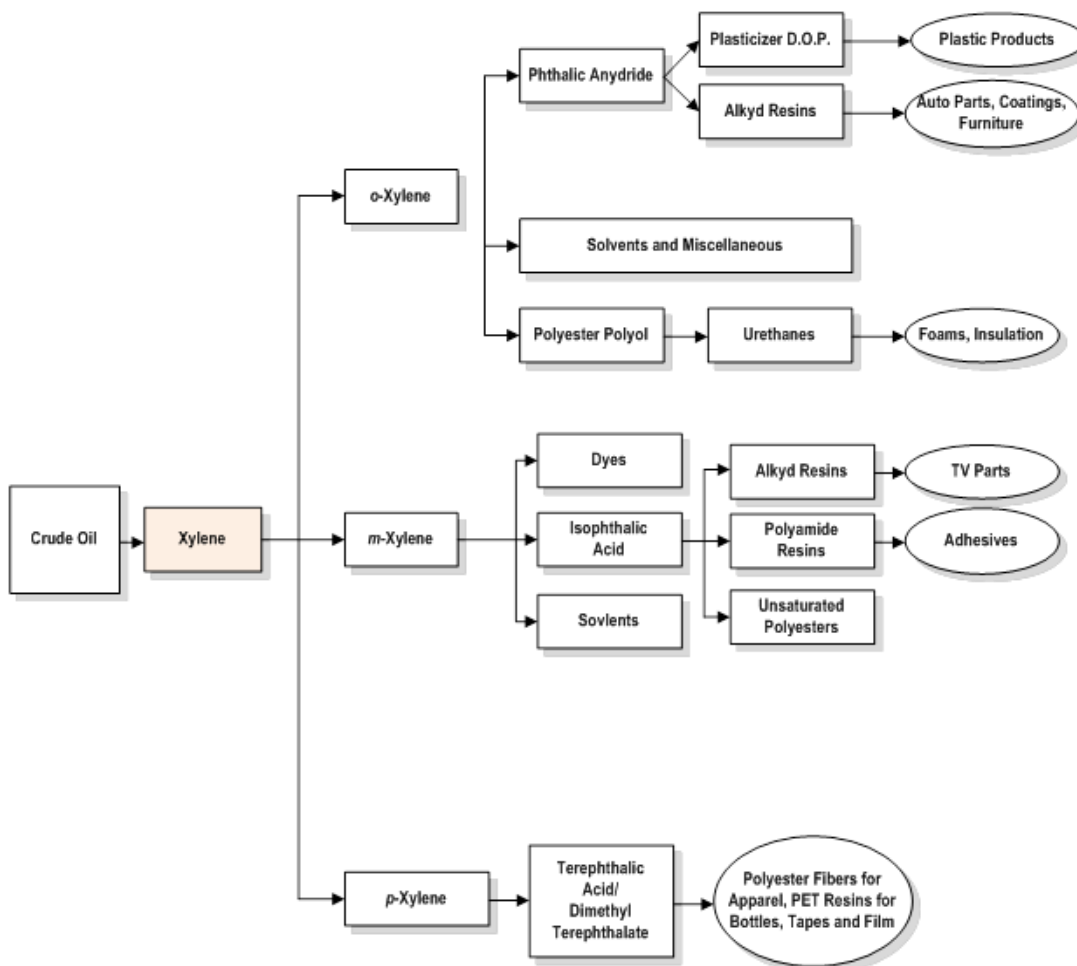 Plasticizer D.O.P.
Plastic Products
Phthalic Anydride
Alkyd Resins
Auto Parts, Coatings,
Furniture
o-Xylene
Solvents and Miscellaneous
Polyester Polyol
Urethanes
Foams, Insulation
Dyes
Alkyd Resins
TV Parts
Crude Oil
Xylene
m-Xylene
Isophthalic
Acid
Polyamide
Resins
Adhesives
Sovlents
Unsaturated
Polyesters
p-Xylene
Terephthalic
Acid/
Dimethyl
Terephthalate
Polyester Fibers for
Apparel, PET Resins for
Bottles, Tapes and Film